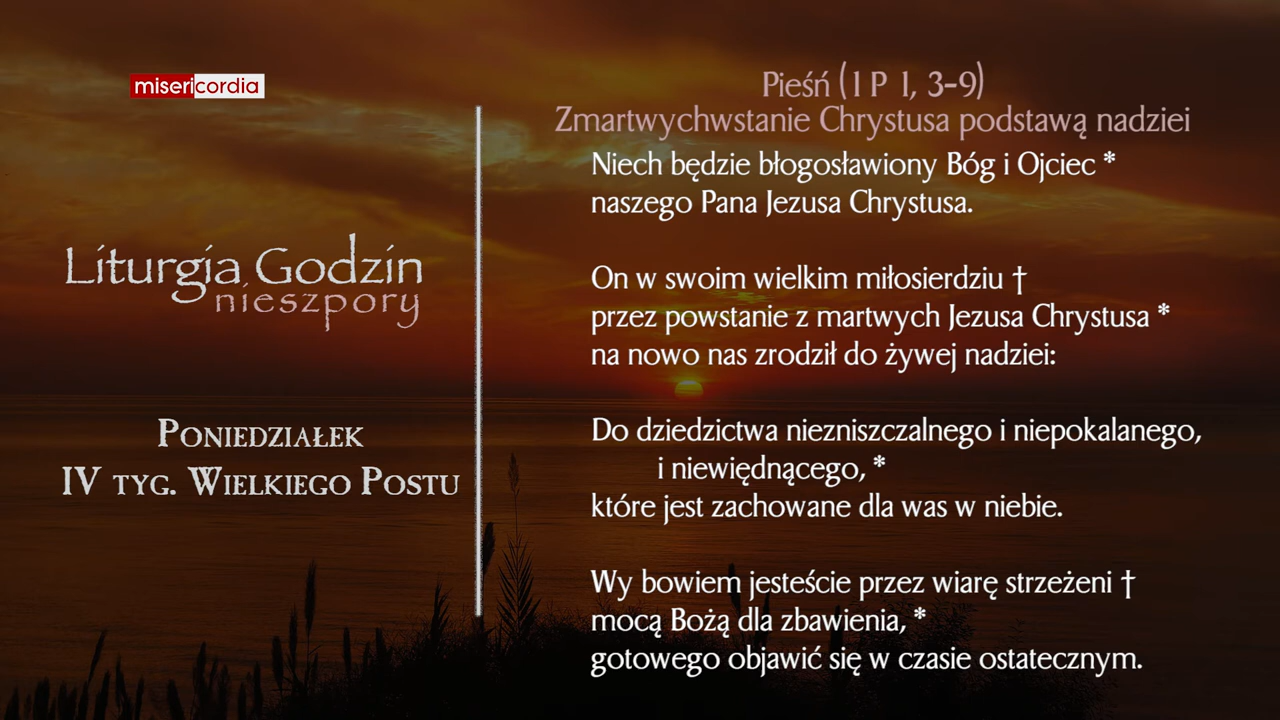 misericordia
Liturgia Godzin
nieszpory
Poniedziałek
IV tyg. Wielkiego Postu
Pieśń (1 P 1, 3-9)
Zmartwychwstanie Chrystusa podstawą nadziei
Niech będzie błogosławiony Bóg i Ojciec *
naszego Pana Jezusa Chrystusa.
On w swoim wielkim miłosierdziu †
przez powstanie z martwych Jezusa Chrystusa *
na nowo nas zrodził do żywej nadziei:
Do dziedzictwa niezniszczalnego i niepokalanego,
i niewiędnącego, *
które jest zachowane dla was w niebie.
Wy bowiem jesteście przez wiarę strzeżeni †
mocą Bożą dla zbawienia, *
gotowego objawić się w czasie ostatecznym.